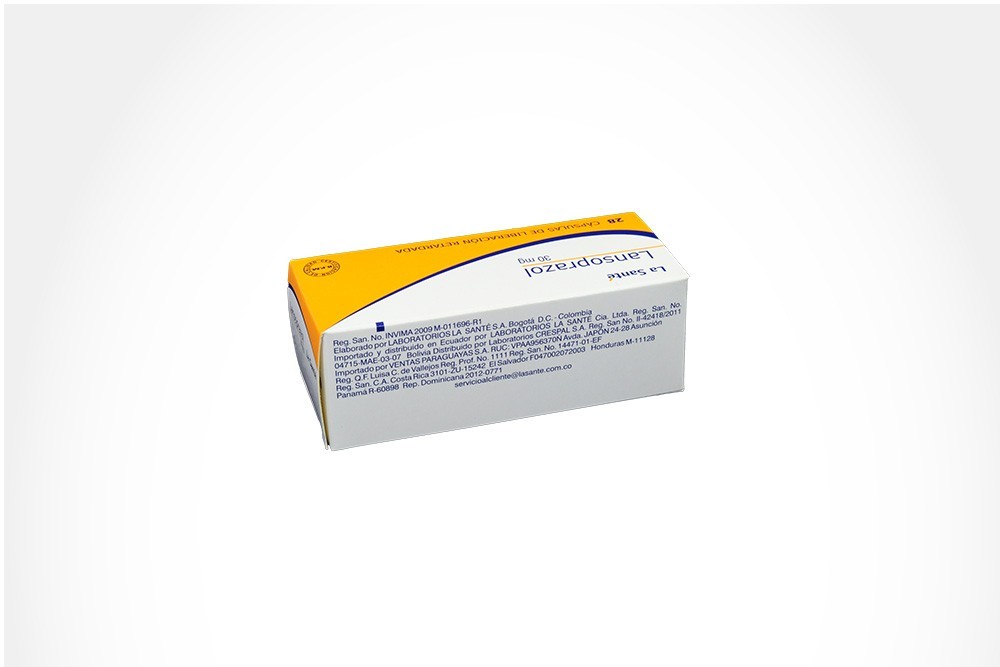 La Santé
Lansoprazol
30 mg
28 CÁPSULAS DE LIBERACIÓN RETARDADA
Reg. San. No. INVIMA 2009 M-011696-R1
Elaborado por LABORATORIOS LA SANTÉ S.A. Bogotá D.C. - Colombia
Importado y distribuido en Ecuador por LABORATORIOS LA SANTÉ Cia. Ltda. Reg. San. No.
04715-MAE-03-07 Bolivia Distribuido por Laboratorios CRESPAL S.A. Reg. San. No. II-42418/2011
Importado por VENTAS PARAGUAYAS S.A. RUC: VPAA956370N Avda. JAPÓN 24-28 Asunción
Reg. Q.F. Luisa C. de Vallejos Reg. Prof. No. 1111 Reg. San. No. 14471-01-EF
Reg. San. C.A. Costa Rica 3101-ZU-15242 El Salvador F047002072003 Honduras M-11128
Panamá R-60898 Rep. Dominicana 2012-0771
servicioalcliente@lasante.com.co